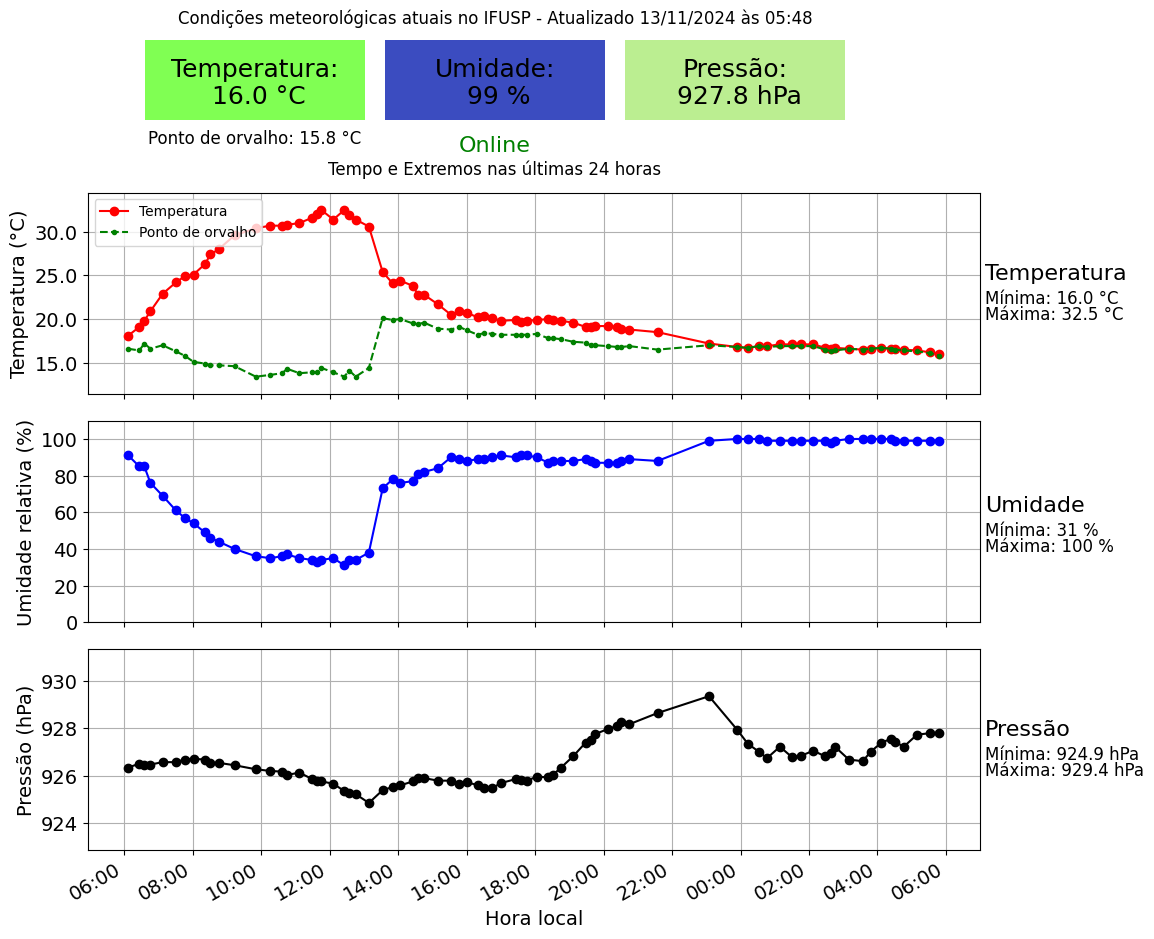 Condições meteorológicas atuais no IFUSP - Atualizado 13/11/2024 às 05:48
Temperatura:
16.0 °C
Umidade:
99 %
Pressão:
927.8 hPa
Ponto de orvalho: 15.8 °C
Online
Tempo e Extremos nas últimas 24 horas
Temperatura (°C)
30.0
25.0
20.0
15.0
Temperatura
Ponto de orvalho
Temperatura
Mínima: 16.0 °C
Máxima: 32.5 °C
Umidade relativa (%)
100
80
60
40
20
0
Umidade
Mínima: 31 %
Máxima: 100 %
Pressão (hPa)
930
928
926
924
Pressão
Mínima: 924.9 hPa
Máxima: 929.4 hPa
06:00 08:00 10:00 12:00 14:00 16:00 18:00 20:00 22:00 00:00 02:00 04:00 06:00
Hora local